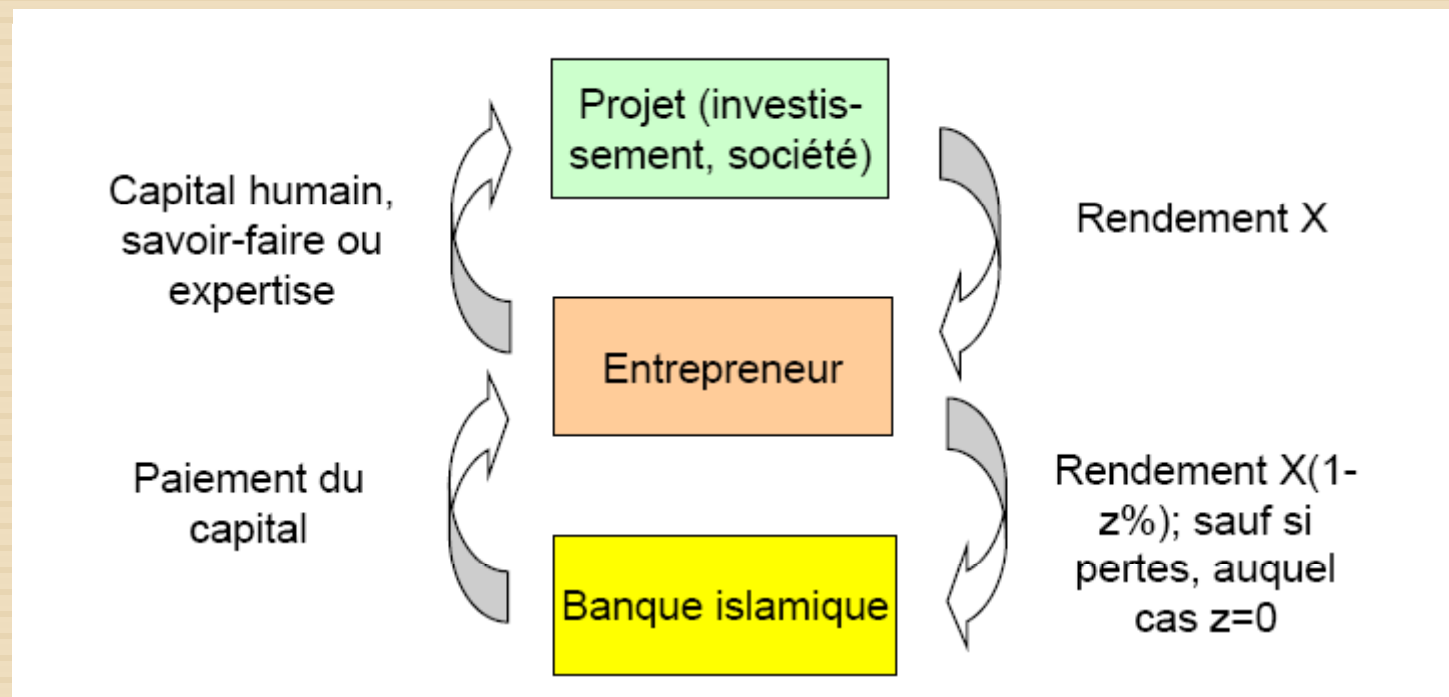 Projet (investis-
sement, société)
Capital humain,
savoir-faire ou
expertise
Rendement X
Entrepreneur
Paiement du
capital
Rendement X(1-
z%); sauf si
pertes, auquel
cas z=0
Banque islamique